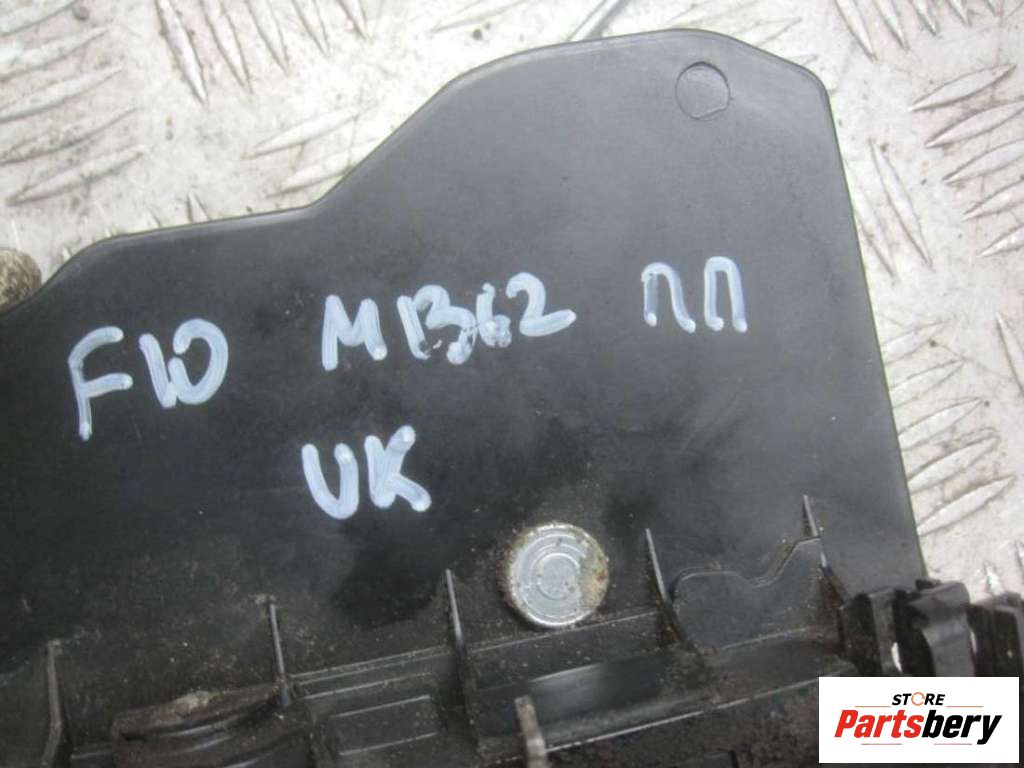 F10 MB62 ПП
UK
STORE
Partsbery